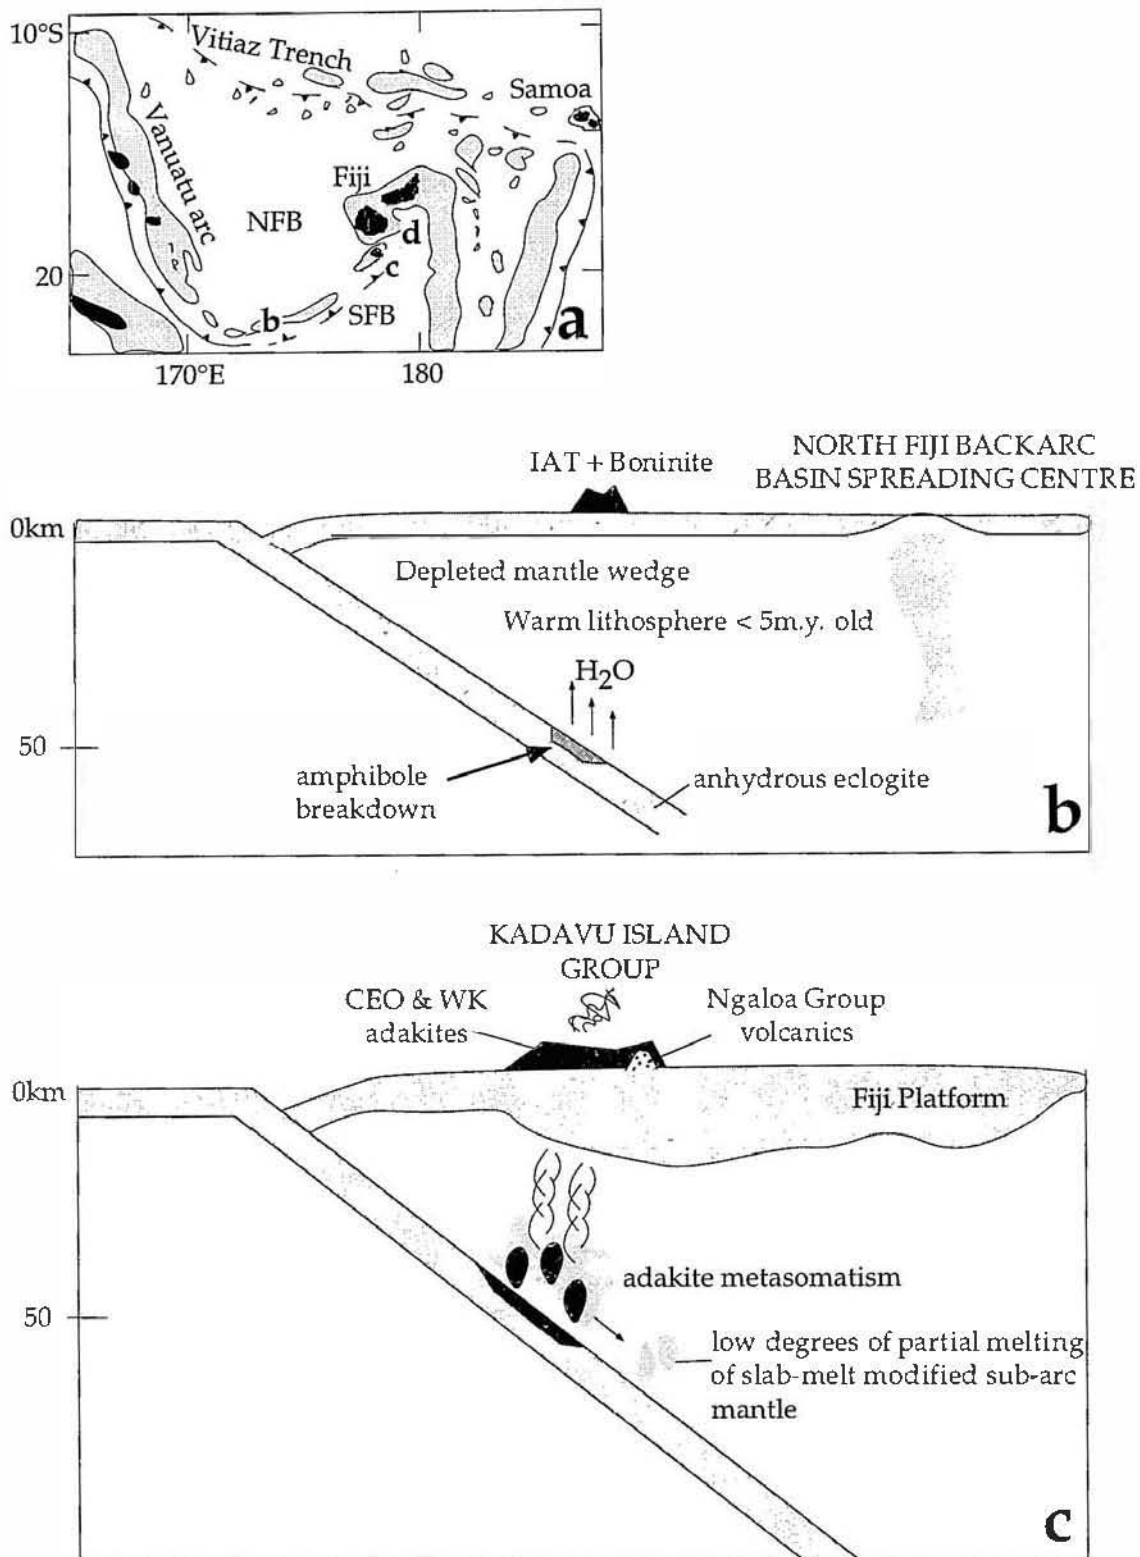 10°S
Vitiaz Trench
Samoa
Vanuatu arc
Fiji
NFB
d
c
20
b
SFB
a
170°E
180
NORTH FIJI BACKARC
BASIN SPREADING CENTRE
IAT + Boninite
0km
Depleted mantle wedge
Warm lithosphere < 5m.y. old
H2O
50
amphibole
breakdown
anhydrous eclogite
b
KADAVU ISLAND
GROUP
CEO & WK
adakites
Ngaloa Group
volcanics
0km
Fiji Platform
adakite metasomatism
50
low degrees of partial melting
of slab-melt modified sub-arc
mantle
c